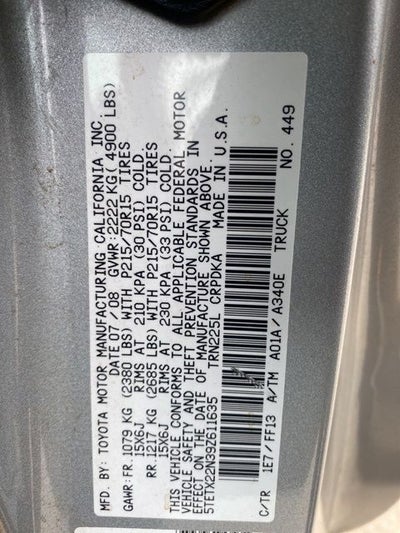 MFD. BY: TOYOTA MOTOR MANUFACTURING CALIFORNIA INC.
DATE 07/08 GVWR: 2222 KG( 4900 LBS)
GAWR: FR. 1079 KG (2380 LBS) WITH P215/70R15 TIRES
15X6J RIMS AT 210 KPA (30 PSI) COLD.
RR. 1217 KG (2685 LBS) WITH P215/70R15 TIRES
15X6J RIMS AT 230 KPA (33 PSI) COLD.
THIS VEHICLE CONFORMS TO ALL APPLICABLE FEDERAL MOTOR
VEHICLE SAFETY AND THEFT PREVENTION STANDARDS IN
EFFECT ON THE DATE OF MANUFACTURE SHOWN ABOVE.
5TETX22N39Z611635 TRN225L CRPDKA MADE IN U.S.A.
C/TR 1E7/FF13 A/TM A01A/A340E TRUCK NO. 449